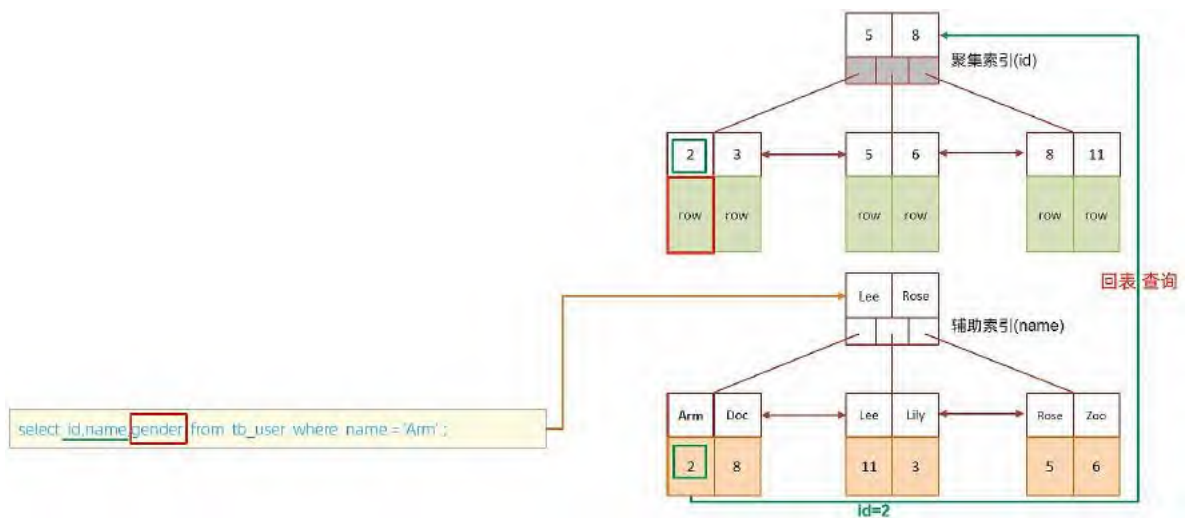 5 8
聚集索引(id)
2 3 5 6 8 11
row row row row row row
回表 查询
Lee Rose
辅助索引(name)
Arm Doc Lee Lily Rose Zoo
select id,name,gender from tb_user where name = 'Arm' ;
2 8 11 3 5 6
id=2